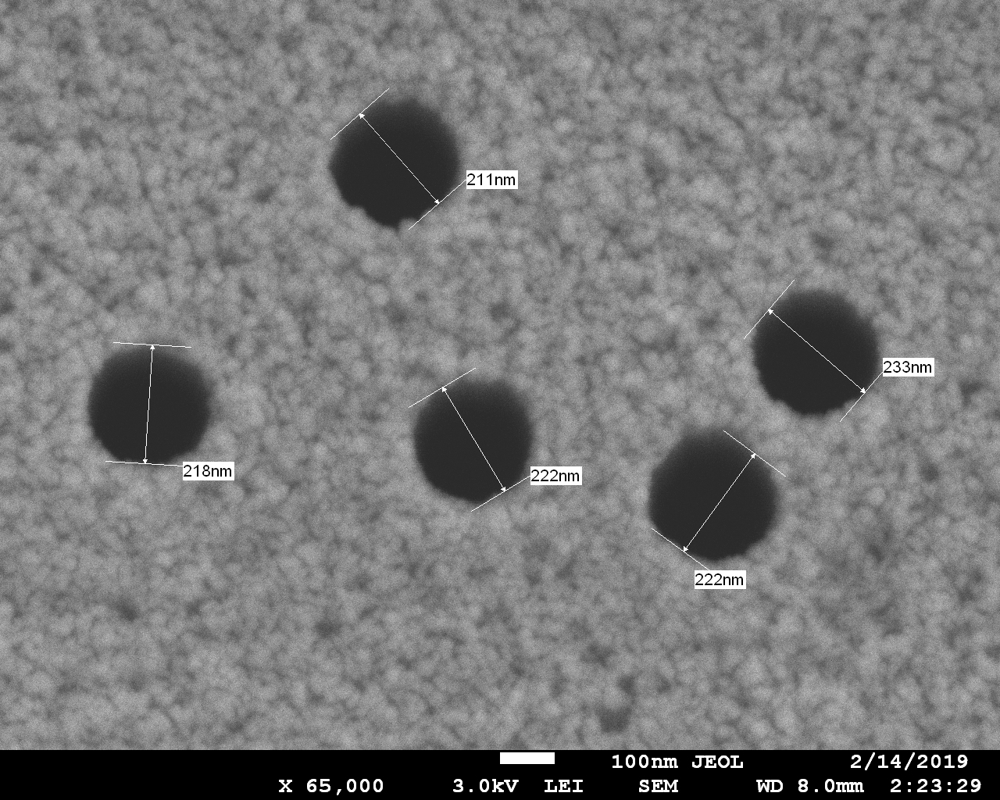 211nm
233nm
218nm
222nm
222nm
100nm JEOL 2/14/2019
X 65,000 3.0kV LEI SEM WD 8.0mm 2:23:29